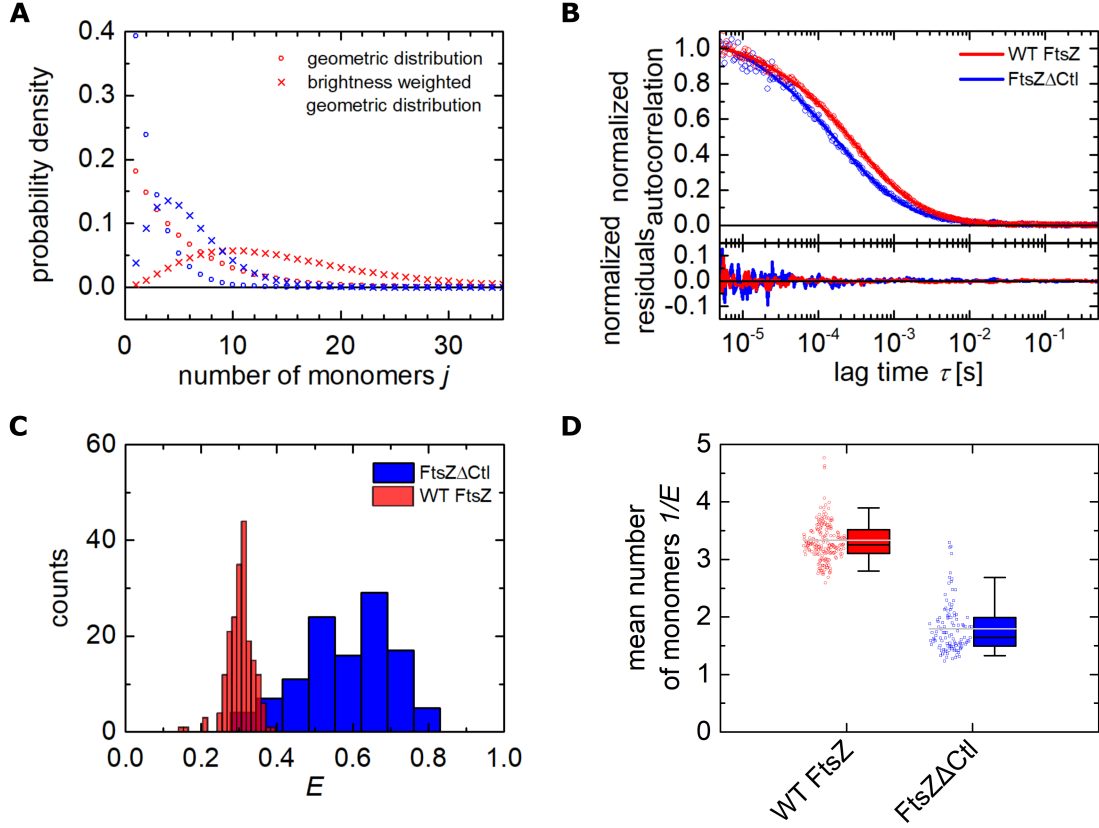 A
0.4
0.3
0.2
0.1
0.0
probability density
geometric distribution
brightness weighted
geometric distribution
0
10
20
30
number of monomers j
B
1.0
0.8
0.6
0.4
0.2
0.0
normalized
autocorrelation
WT FtsZ
FtsZΔCtl
0.1
0.0
-0.1
normalized
residuals
10-5
10-4
10-3
10-2
10-1
lag time τ [s]
C
60
40
20
0
counts
FtsZΔCtl
WT FtsZ
0.0
0.2
0.4
0.6
0.8
1.0
E
D
5
4
3
2
1
0
mean number
of monomers 1/E
WT FtsZ
FtsZΔCtl